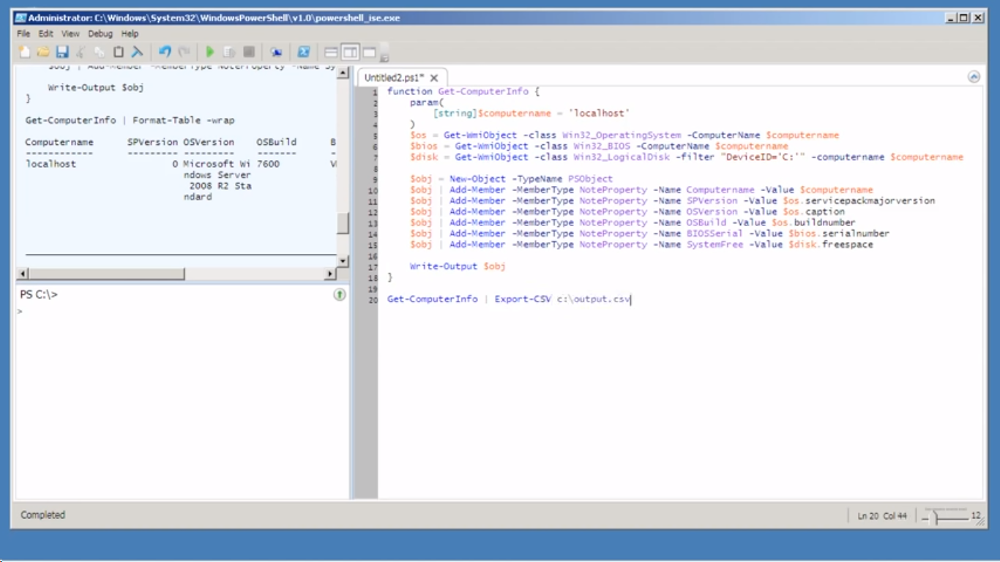 Administrator: C:\Windows\System32\WindowsPowerShell\v1.0\powershell_ise.exe
File Edit View Debug Help
$obj | Add-Member -MemberType NoteProperty -Name Sy
Write-Output $obj
}
Get-ComputerInfo | Format-Table -wrap
Computername SPVersion OSVersion OSBuild B
------------ --------- --------- ------- -
localhost 0 Microsoft Wi 7600
ndows Server
2008 R2 Sta
ndard
PS C:\>
>
Untitled2.ps1*
1 function Get-ComputerInfo {
2 param(
3 [string]$computername = 'localhost'
4 )
5 $os = Get-WmiObject -class Win32_OperatingSystem -ComputerName $computername
6 $bios = Get-WmiObject -class Win32_BIOS -ComputerName $computername
7 $disk = Get-WmiObject -class Win32_LogicalDisk -filter "DeviceID='C:'" -computername $computername
8
9 $obj = New-Object -TypeName PSObject
10 $obj | Add-Member -MemberType NoteProperty -Name Computername -Value $computername
11 $obj | Add-Member -MemberType NoteProperty -Name SPVersion -Value $os.servicepackmajorversion
12 $obj | Add-Member -MemberType NoteProperty -Name OSVersion -Value $os.caption
13 $obj | Add-Member -MemberType NoteProperty -Name OSBuild -Value $os.buildnumber
14 $obj | Add-Member -MemberType NoteProperty -Name BIOSSerial -Value $bios.serialnumber
15 $obj | Add-Member -MemberType NoteProperty -Name SystemFree -Value $disk.freespace
16
17 Write-Output $obj
18 }
19
20 Get-ComputerInfo | Export-CSV c:\output.csv
Completed
Ln 20 Col 44
12